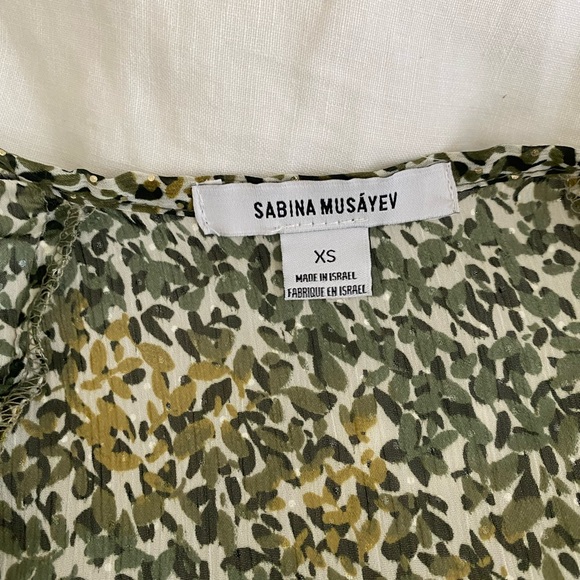 SABINA MUSÁYEV
XS
MADE IN ISRAEL
FABRIQUE EN ISRAEL